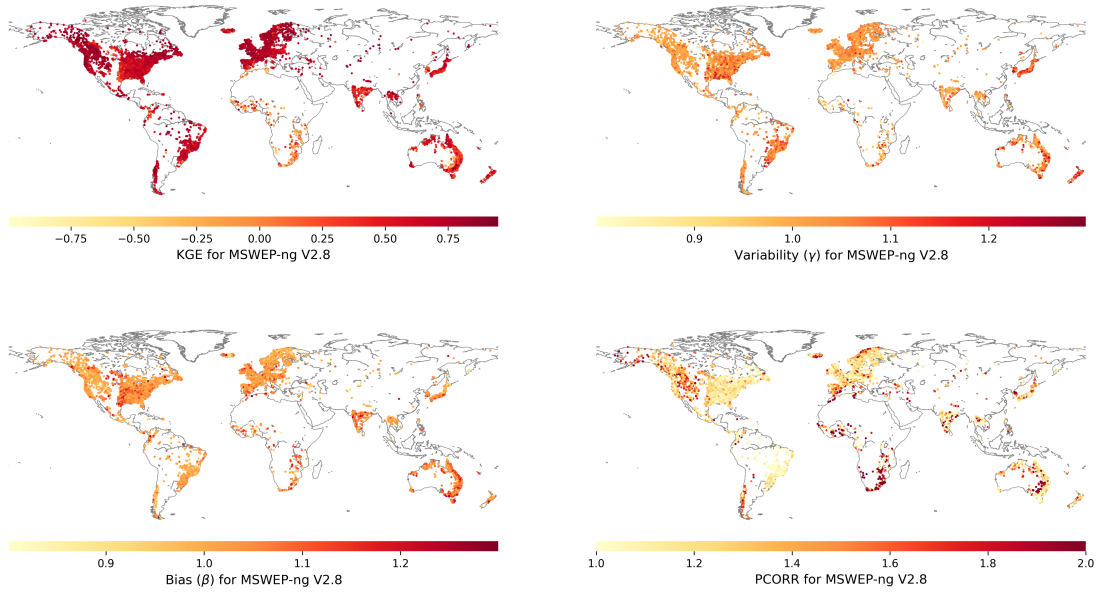 −0.75 −0.50 −0.25 0.00 0.25 0.50 0.75
KGE for MSWEP-ng V2.8
0.9 1.0 1.1 1.2
Variability (γ) for MSWEP-ng V2.8
0.9 1.0 1.1 1.2
Bias (β) for MSWEP-ng V2.8
1.0 1.2 1.4 1.6 1.8 2.0
PCORR for MSWEP-ng V2.8